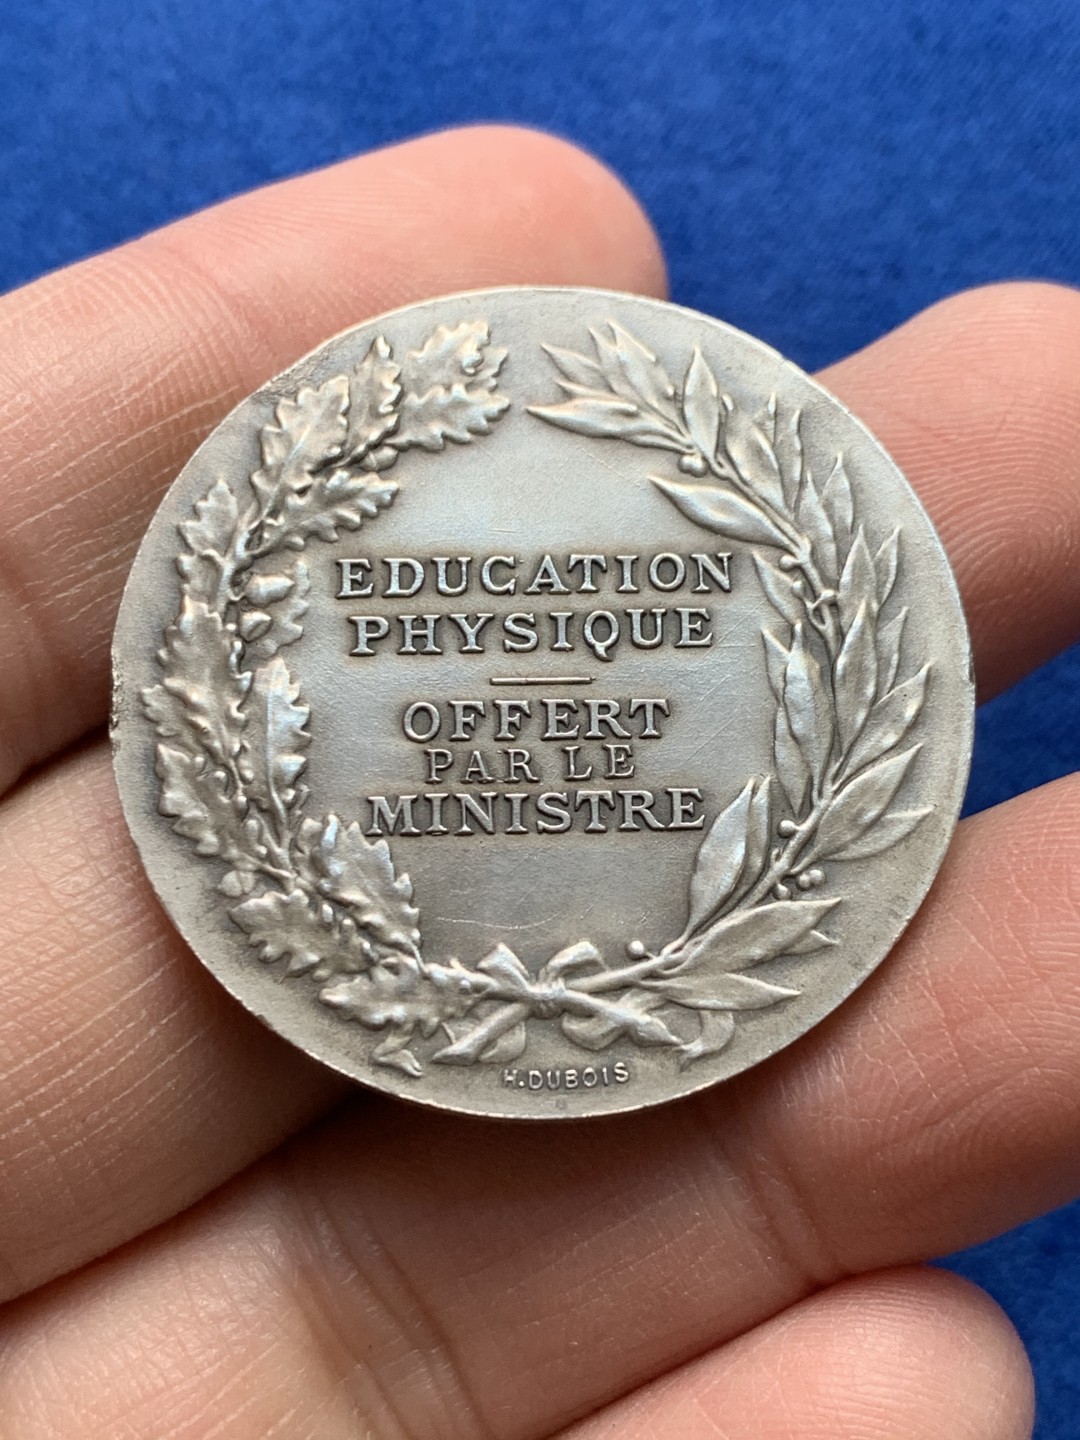 EDUCATION
PHYSIQUE
OFFERT
PAR LE
MINISTRE
H.DUBOIS